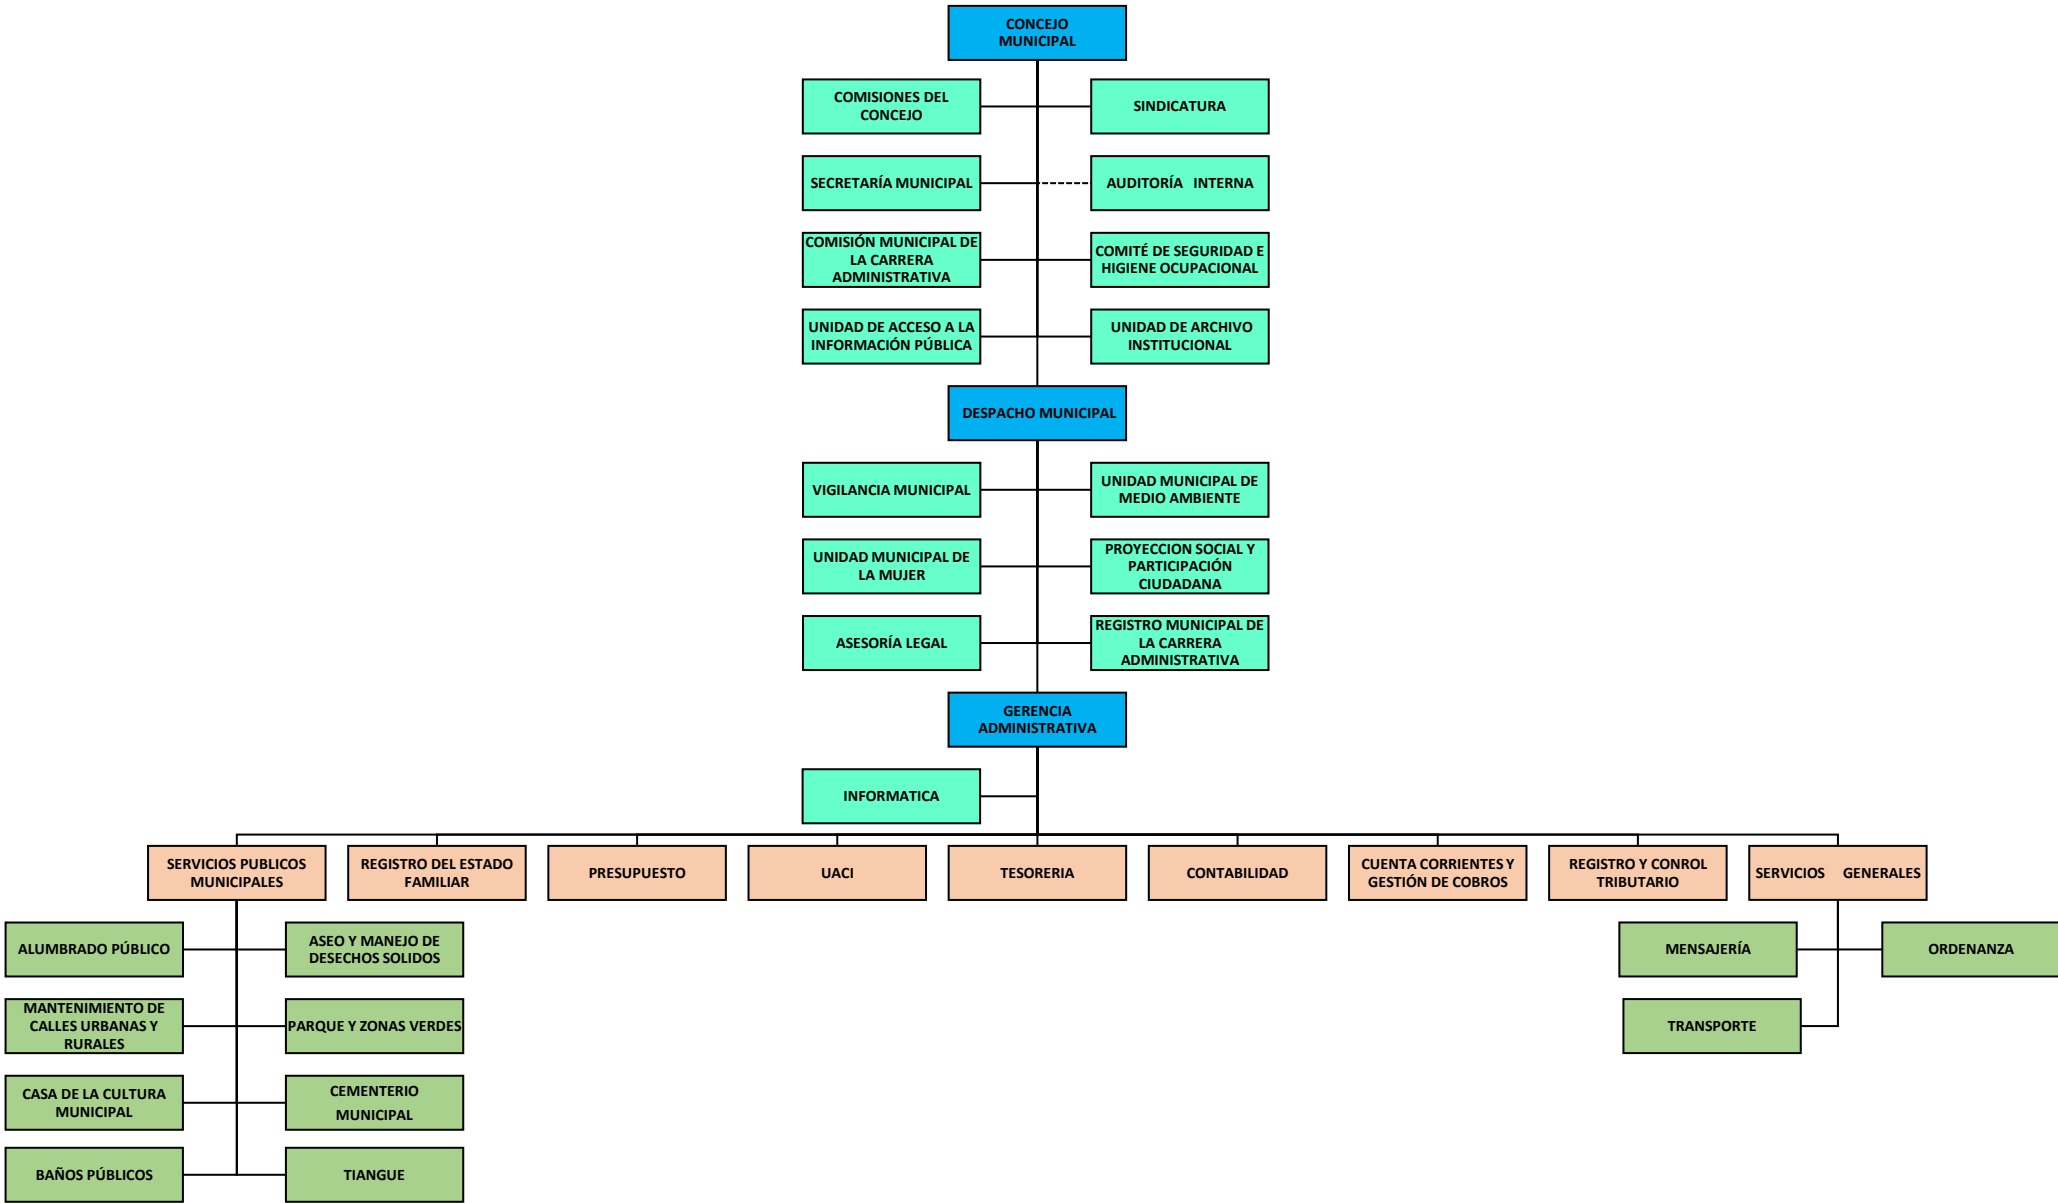 CONCEJO
MUNICIPAL
COMISIONES DEL
CONCEJO
SINDICATURA
SECRETARÍA MUNICIPAL
AUDITORÍA INTERNA
COMISIÓN MUNICIPAL DE
LA CARRERA
ADMINISTRATIVA
COMITÉ DE SEGURIDAD E
HIGIENE OCUPACIONAL
UNIDAD DE ACCESO A LA
INFORMACIÓN PÚBLICA
UNIDAD DE ARCHIVO
INSTITUCIONAL
DESPACHO MUNICIPAL
VIGILANCIA MUNICIPAL
UNIDAD MUNICIPAL DE
MEDIO AMBIENTE
UNIDAD MUNICIPAL DE
LA MUJER
PROYECCION SOCIAL Y
PARTICIPACIÓN
CIUDADANA
ASESORÍA LEGAL
REGISTRO MUNICIPAL DE
LA CARRERA
ADMINISTRATIVA
GERENCIA
ADMINISTRATIVA
INFORMATICA
SERVICIOS PUBLICOS
MUNICIPALES
REGISTRO DEL ESTADO
FAMILIAR
PRESUPUESTO
UACI
TESORERIA
CONTABILIDAD
CUENTA CORRIENTES Y
GESTIÓN DE COBROS
REGISTRO Y CONROL
TRIBUTARIO
SERVICIOS GENERALES
ALUMBRADO PÚBLICO
ASEO Y MANEJO DE
DESECHOS SOLIDOS
MENSAJERÍA
ORDENANZA
MANTENIMIENTO DE
CALLES URBANAS Y
RURALES
PARQUE Y ZONAS VERDES
TRANSPORTE
CASA DE LA CULTURA
MUNICIPAL
CEMENTERIO
MUNICIPAL
BAÑOS PÚBLICOS
TIANGUE